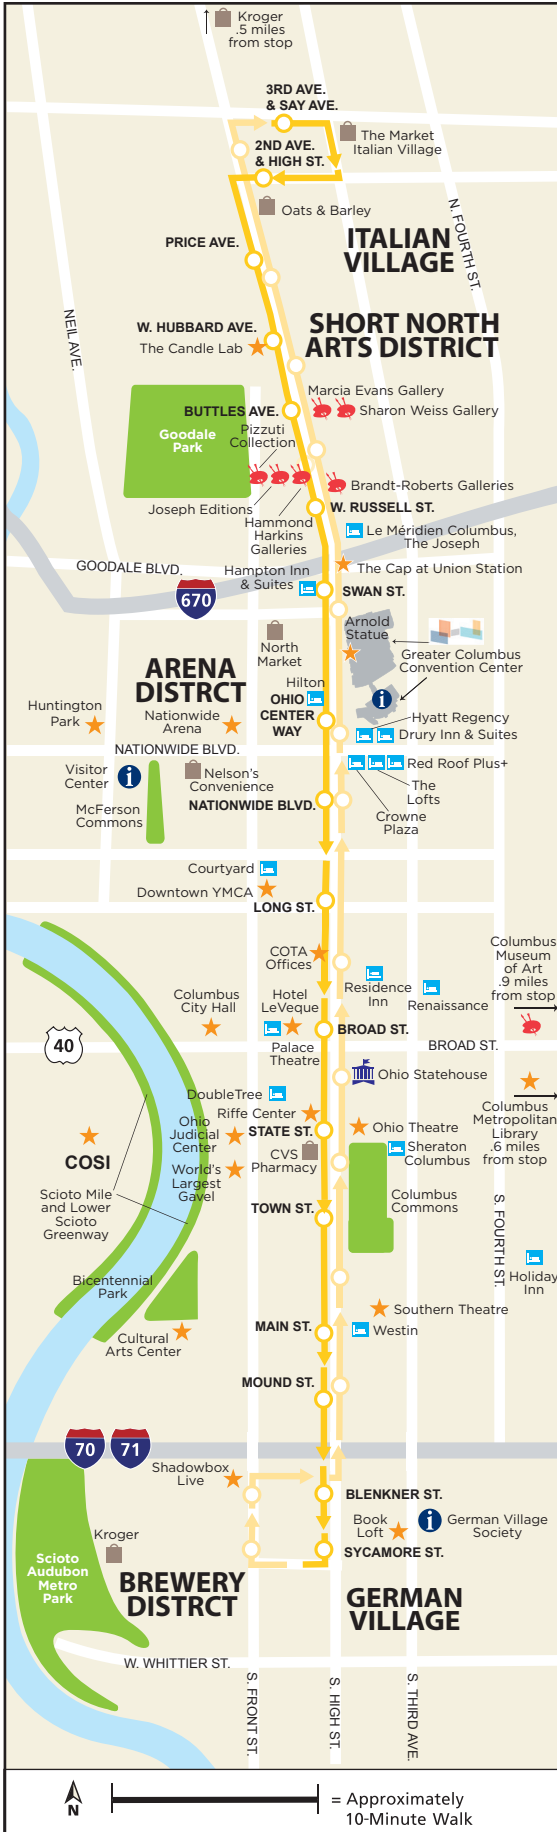 Kroger
.5 miles
from stop
3RD AVE.
& SAY AVE.
The Market
Italian Village
2ND AVE.
& HIGH ST.
Oats & Barley
N. FOURTH ST.
PRICE AVE.
ITALIAN
VILLAGE
NEIL AVE.
W. HUBBARD AVE.
The Candle Lab
SHORT NORTH
ARTS DISTRICT
Marcia Evans Gallery
Sharon Weiss Gallery
BUTTLES AVE.
Goodale
Park
Pizzuti
Collection
Brandt-Roberts Galleries
Joseph Editions
Hammond
Harkins
Galleries
W. RUSSELL ST.
Le Méridien Columbus,
The Joseph
GOODALE BLVD.
The Cap at Union Station
Hampton Inn
& Suites
SWAN ST.
670
Arnold
Statue
North
Market
Greater Columbus
Convention Center
ARENA
DISTRCT
Hilton
i
OHIO
CENTER
WAY
Huntington
Park
Nationwide
Arena
Hyatt Regency
Drury Inn & Suites
NATIONWIDE BLVD.
Visitor
Center
i
Nelson's
Convenience
Red Roof Plus+
The
Lofts
Crowne
Plaza
McFerson
Commons
NATIONWIDE BLVD.
Courtyard
Downtown YMCA
LONG ST.
COTA
Offices
Columbus
Museum
of Art
.9 miles
from stop
Residence
Inn
Renaissance
Columbus
City Hall
Hotel
LeVeque
BROAD ST.
40
Palace
Theatre
BROAD ST.
Ohio Statehouse
DoubleTree
Riffe Center
Columbus
Metropolitan
Library
.6 miles
from stop
Ohio
Judicial
Center
STATE ST.
Ohio Theatre
COSI
CVS
Pharmacy
Sheraton
Columbus
World's
Largest
Gavel
Scioto Mile
and Lower
Scioto
Greenway
TOWN ST.
Columbus
Commons
S. FOURTH ST.
Holiday
Inn
Bicentennial
Park
Southern Theatre
Cultural
Arts Center
MAIN ST.
Westin
MOUND ST.
70
71
Shadowbox
Live
BLENKNER ST.
Book
Loft
i
German Village
Society
Kroger
SYCAMORE ST.
Scioto
Audubon
Metro
Park
BREWERY
DISTRCT
GERMAN
VILLAGE
W. WHITTIER ST.
S. FRONT ST.
S. HIGH ST.
S. THIRD AVE.
N
= Approximately
10-Minute Walk